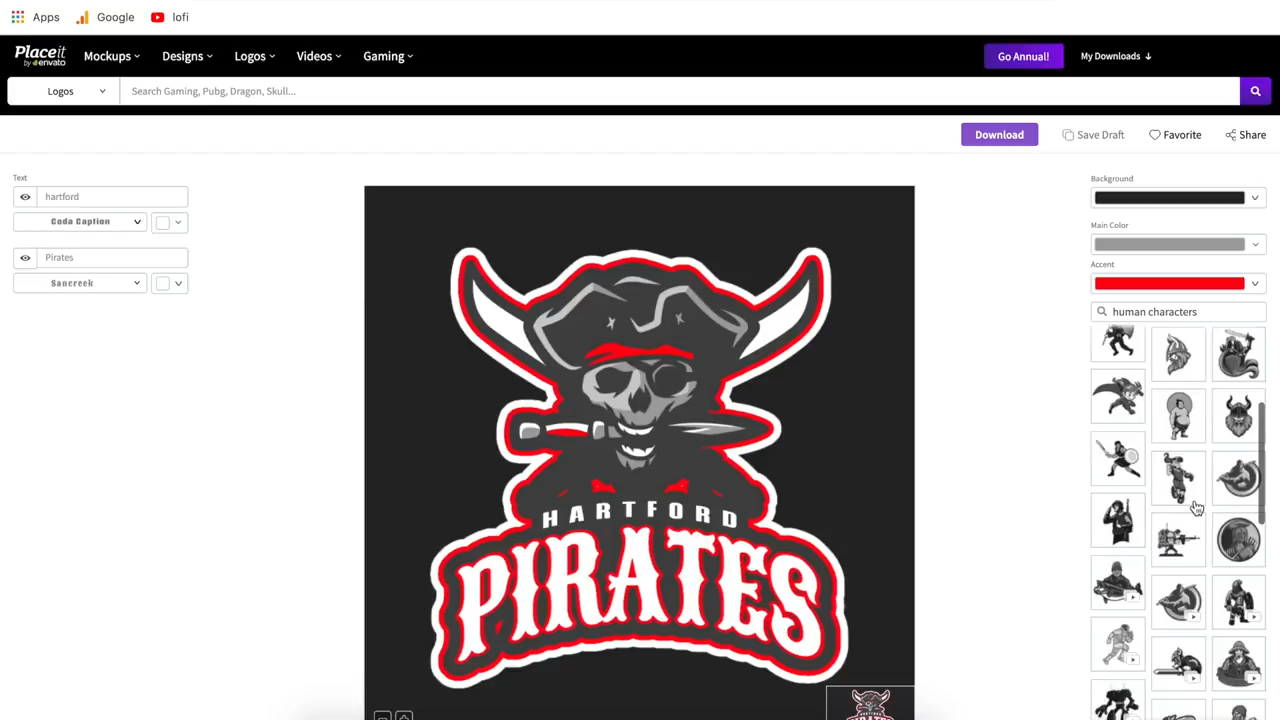 Apps Google lofi
Placeit by envato Mockups Designs Logos Videos Gaming Go Annual! My Downloads
Logos Search Gaming, Pubg, Dragon, Skull...
Download Save Draft Favorite Share
Text
hartford
Coda Caption
Pirates
Sancreek
Background
Main Color
Accent
human characters
HARTFORD
PIRATES
HARTFORD
PIRATES